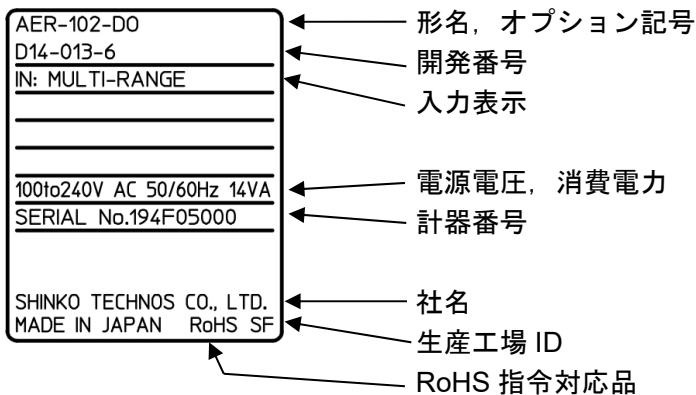 AER-102-DO
形名，オプション記号
D14-013-6
開発番号
IN: MULTI-RANGE
入力表示
100to240V AC 50/60Hz 14VA
電源電圧，消費電力
SERIAL No.194F05000
計器番号
SHINKO TECHNOS CO., LTD.
社名
MADE IN JAPAN RoHS SF
生産工場 ID
RoHS 指令対応品